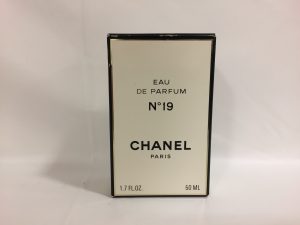 EAU
DE PARFUM
N°19
CHANEL
PARIS
1.7 FL.OZ. 50 ML